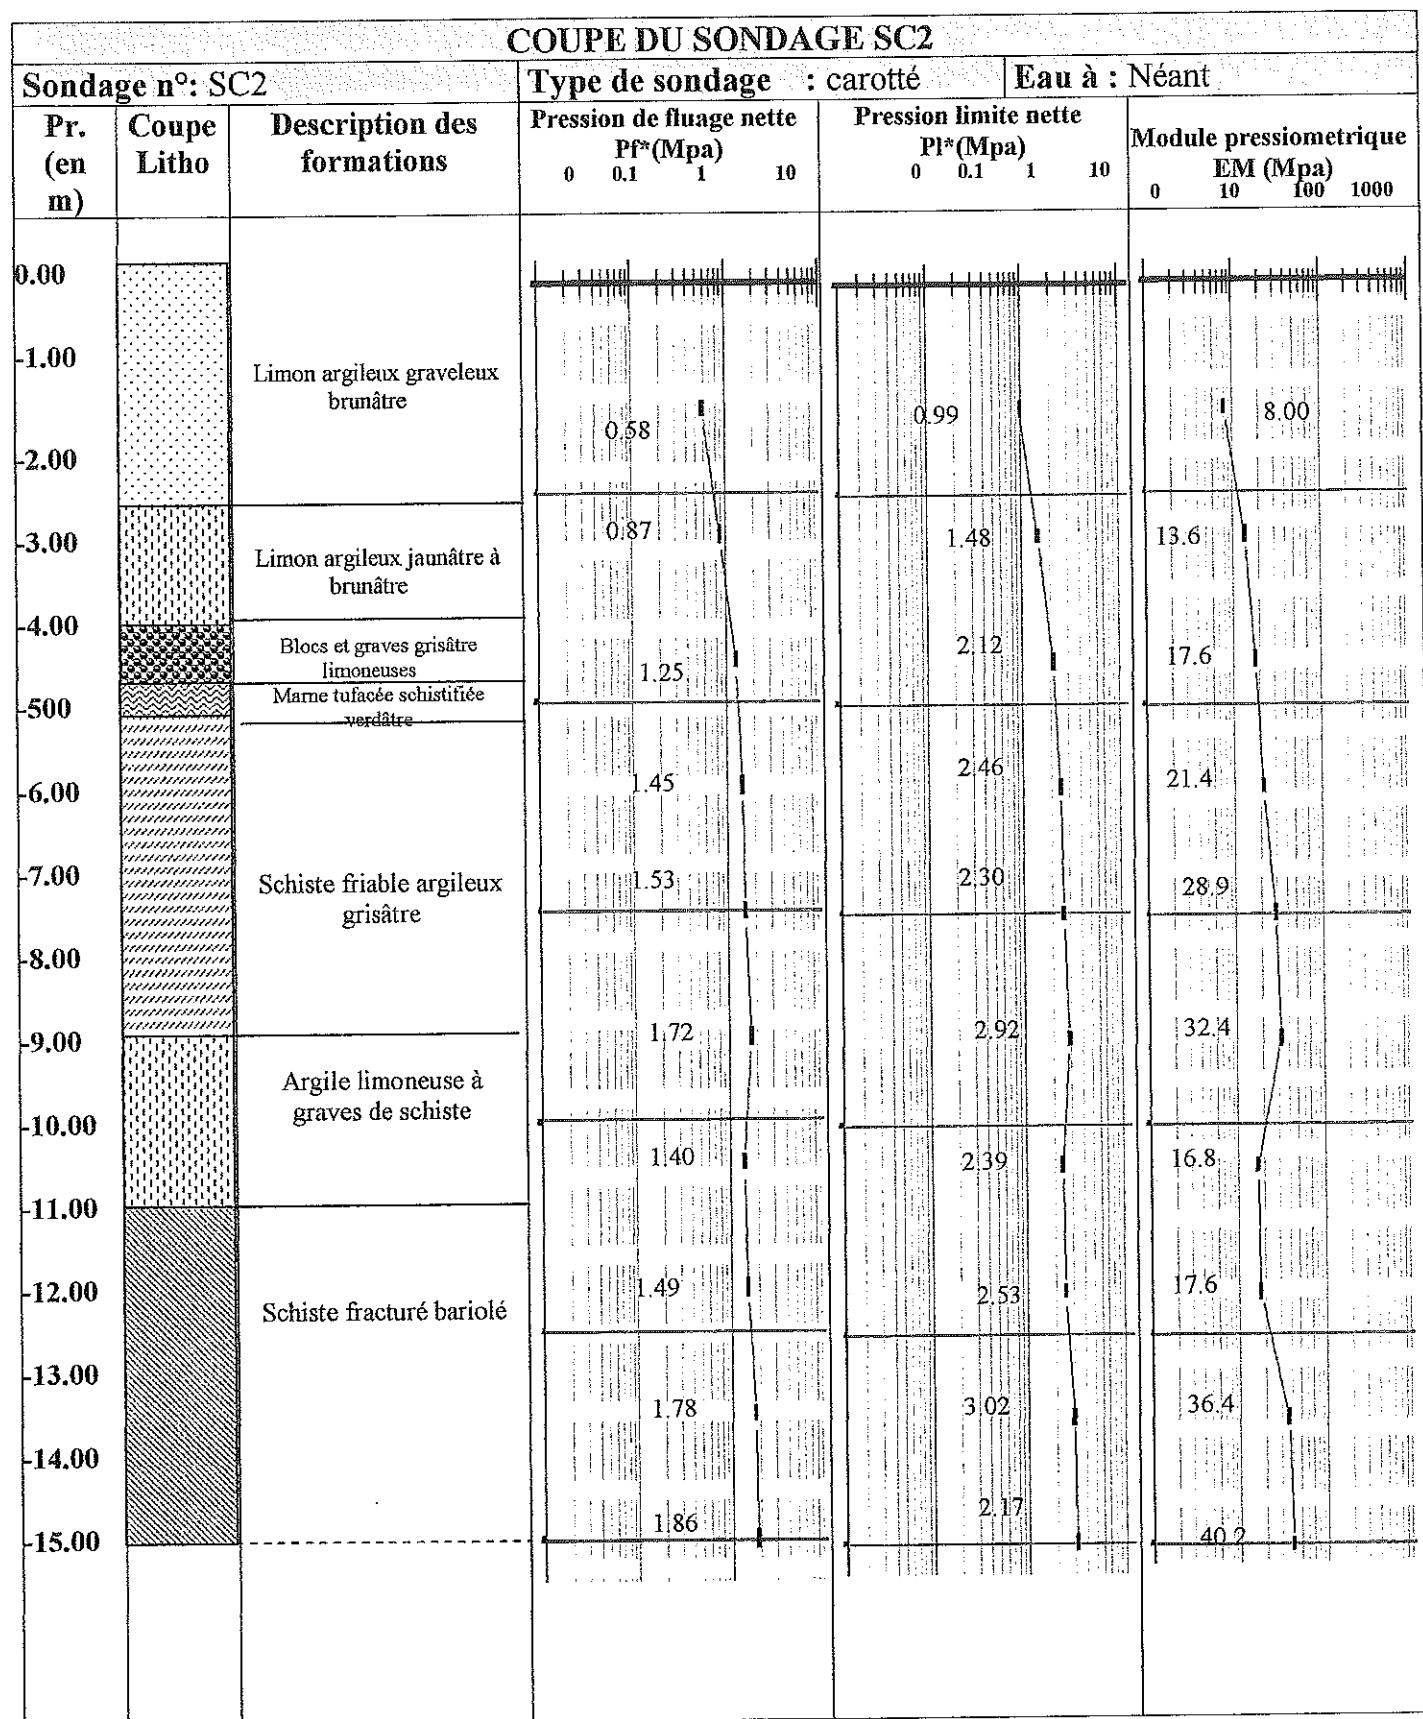 COUPE DU SONDAGE SC2
Sondage n°: SC2 Type de sondage : carotté Eau à : Néant
Pr. (en m)
Coupe Litho
Description des formations
Pression de fluage nette
Pf*(Mpa)
0 0.1 1 10
Pression limite nette
Pl*(Mpa)
0 0.1 1 10
Module pressiometrique
EM (Mpa)
0 10 100 1000
0.00
-1.00
Limon argileux graveleux
brunâtre
0.58 0.99 8.00
-2.00
0.87 1.48 13.6
-3.00
Limon argileux jaunâtre à
brunâtre
-4.00
Blocs et graves grisâtre
limoneuses
1.25 2.12 17.6
Marne tufacée schistifiée
verdâtre
-500
1.45 2.46 21.4
-6.00
-7.00
1.53 2.30 28.9
Schiste friable argileux
grisâtre
-8.00
-9.00
1.72 2.92 32.4
Argile limoneuse à
graves de schiste
-10.00
1.40 2.39 16.8
-11.00
-12.00
1.49 2.53 17.6
Schiste fracturé bariolé
-13.00
1.78 3.02 36.4
-14.00
1.86 2.17 40.2
-15.00